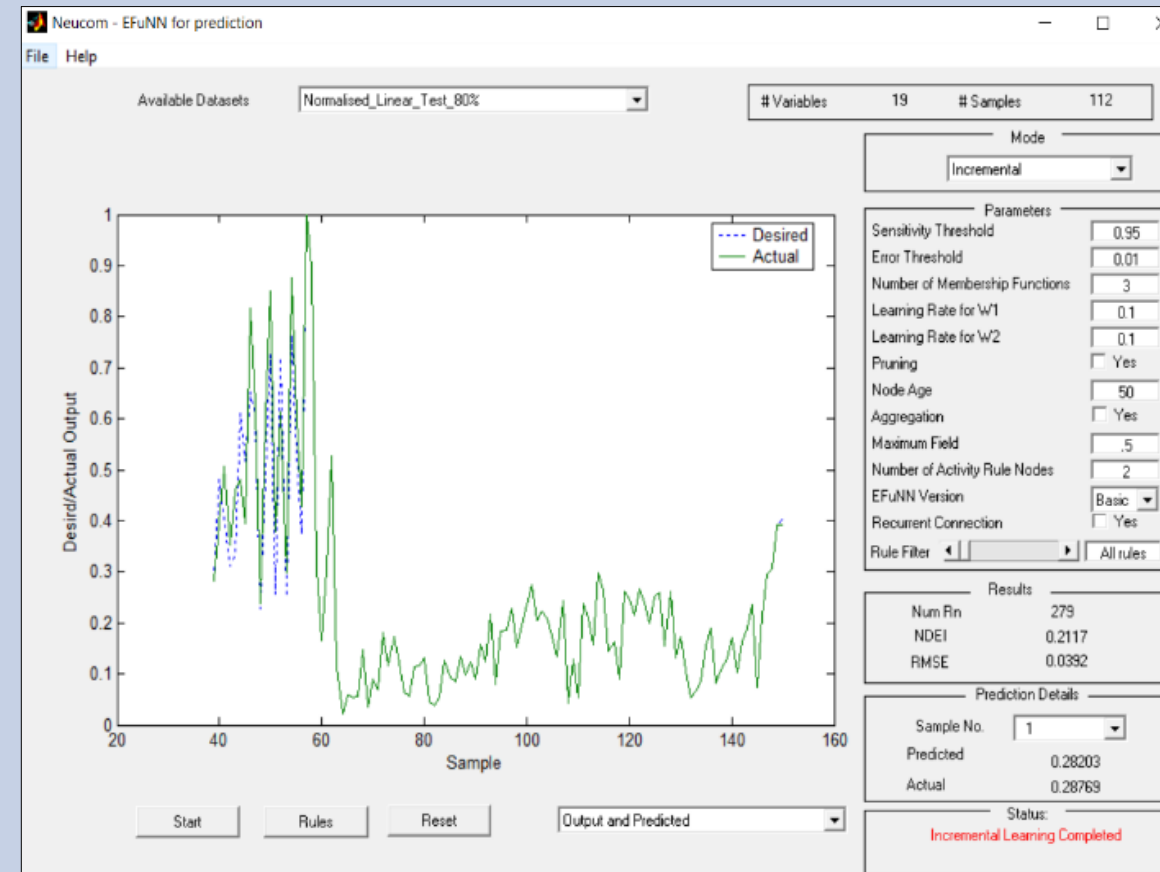 Neucom - EFuNN for prediction
File Help
Available Datasets Normalised_Linear_Test_80%
# Variables 19 # Samples 112
Mode
Incremental
Parameters
Sensitivity Threshold 0.95
Error Threshold 0.01
Number of Membership Functions 3
Learning Rate for W1 0.1
Learning Rate for W2 0.1
Pruning Yes
Node Age 50
Aggregation Yes
Maximum Field .5
Number of Activity Rule Nodes 2
EFuNN Version Basic
Recurrent Connection Yes
Rule Filter All rules
Results
Num Rn 279
NDEI 0.2117
RMSE 0.0392
Prediction Details
Sample No. 1
Predicted 0.28203
Actual 0.28769
Status:
Incremental Learning Completed
Desired
Actual
1
0.9
0.8
0.7
0.6
0.5
0.4
0.3
0.2
0.1
0
Desird/Actual Output
20 40 60 80 100 120 140 160
Sample
Start Rules Reset Output and Predicted